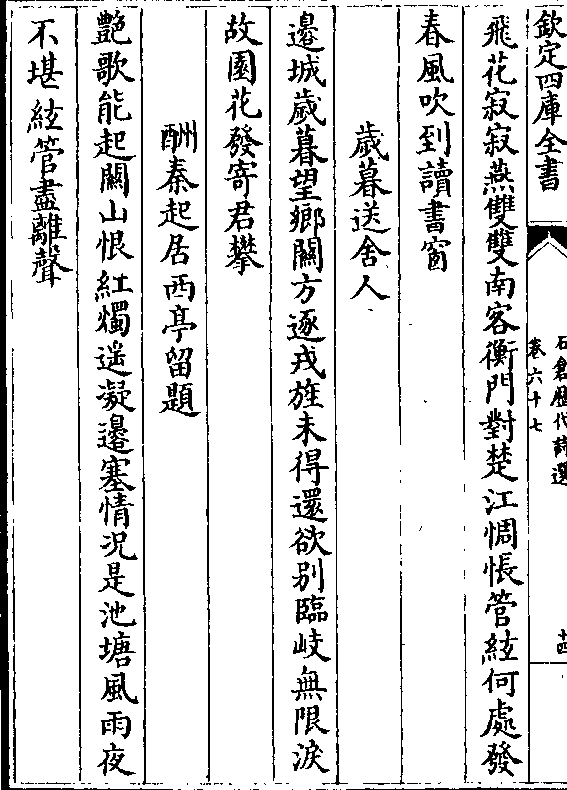 欽定四庫全書
石倉歷代詩選
卷六十七
十四
飛花寂寂燕雙雙南客衡門對楚江惆悵管絃何處發
春風吹到讀書窗
歲暮送舍人
邊城歲暮望鄉關方逐戎旌未得還欲别臨岐無限淚
故園花發寄君攀
酬秦起居西亭留題
艷歌能起關山恨紅燭遥凝邊塞情况是池塘風雨夜
不堪絃管盡離聲